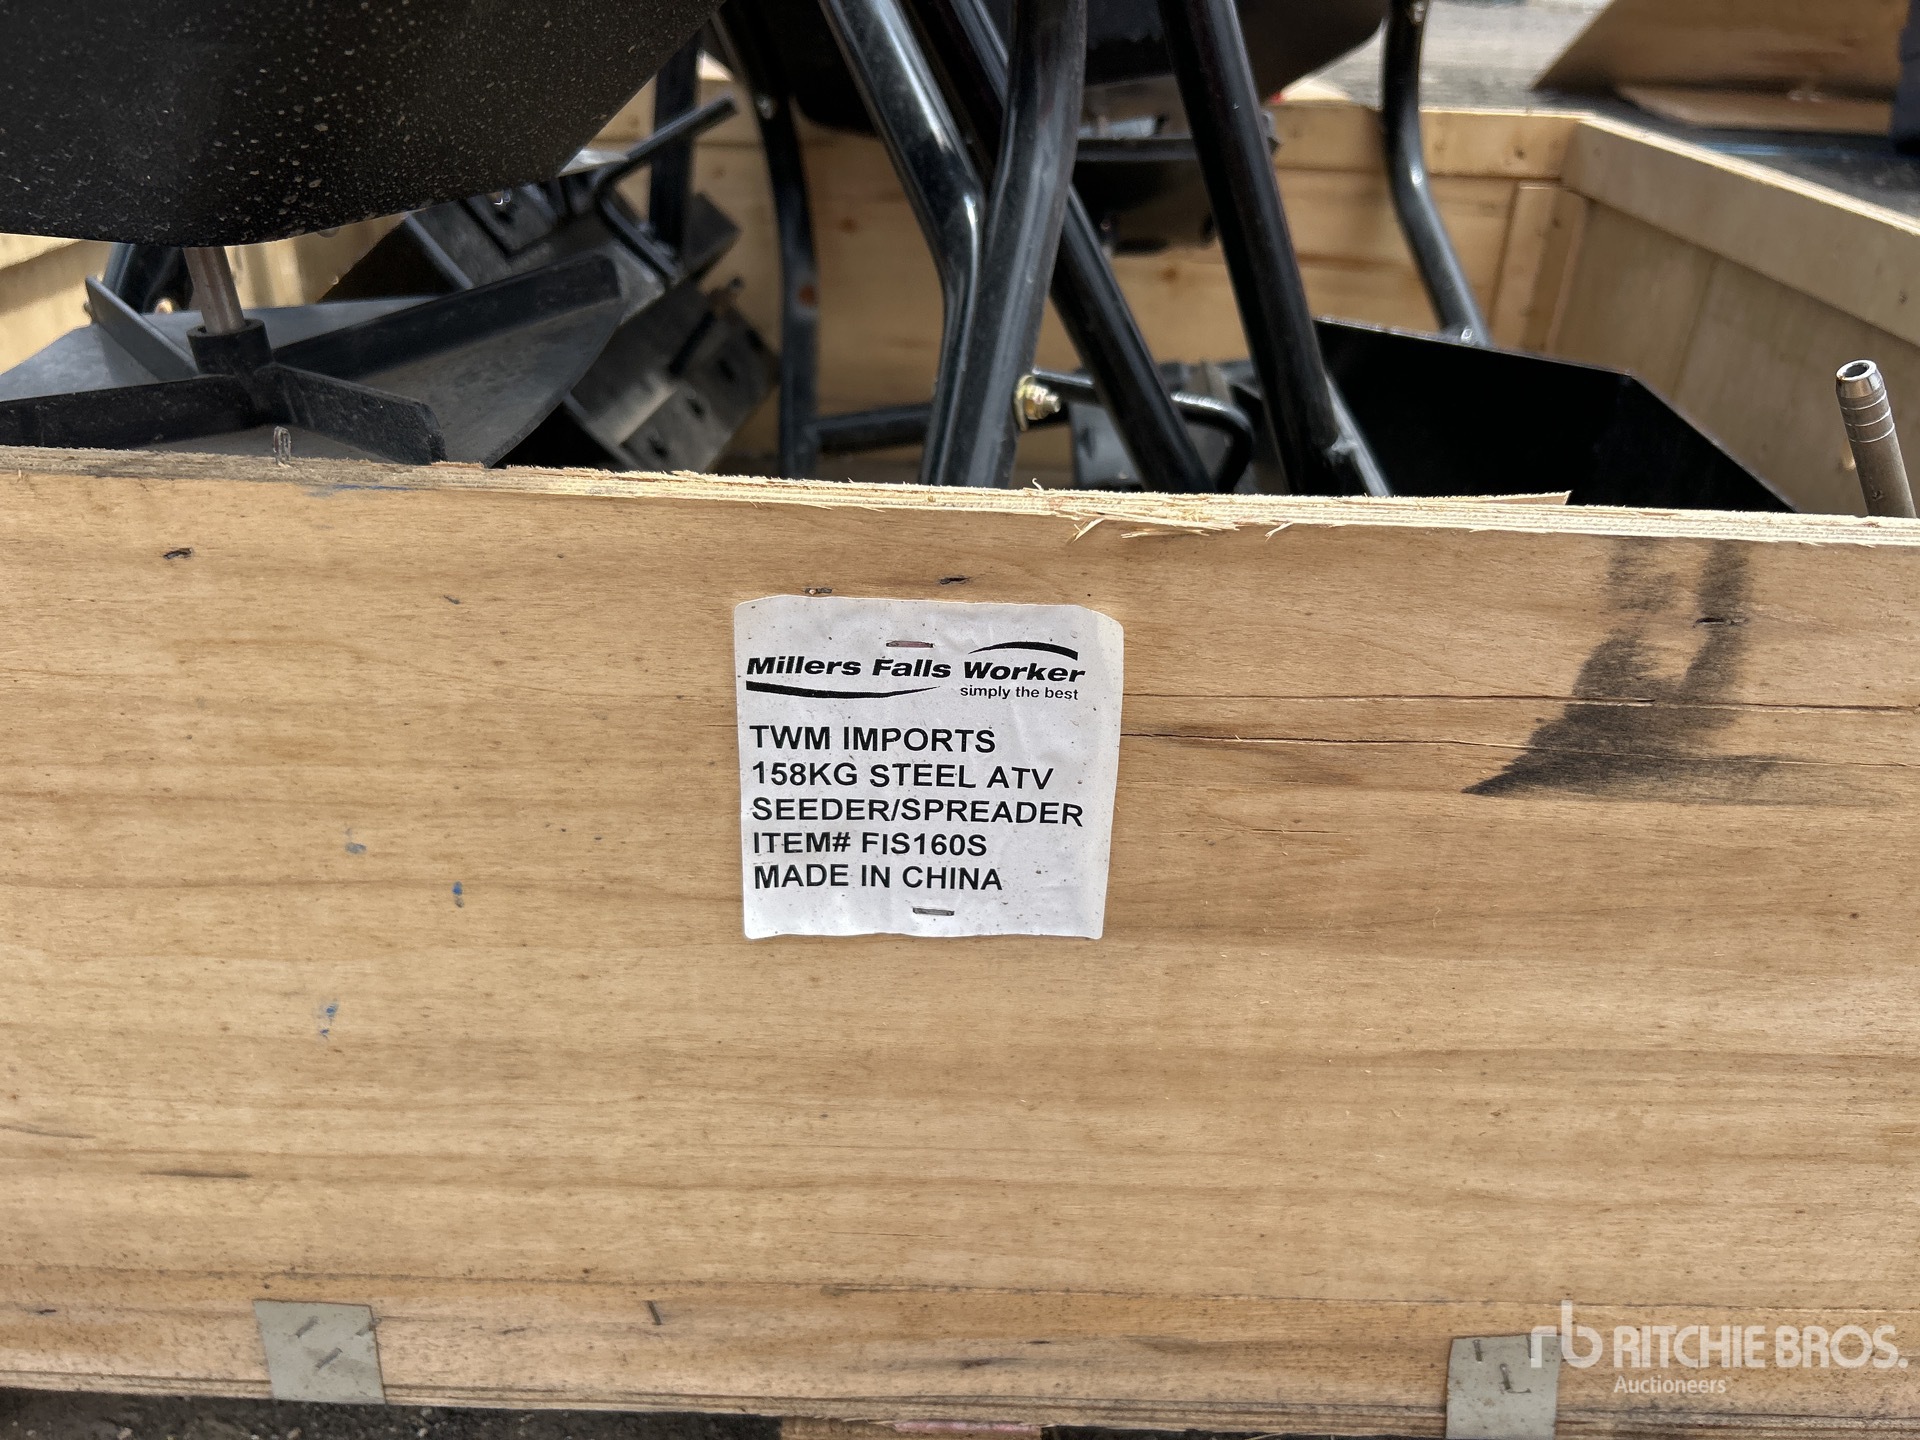 Millers Falls Worker
simply the best
TWM IMPORTS
158KG STEEL ATV
SEEDER/SPREADER
ITEM# FIS160S
MADE IN CHINA
rb RITCHIE BROS.
Auctioneers